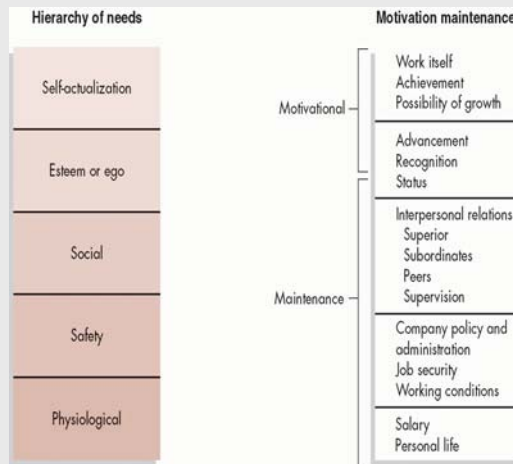 Hierarchy of needs
Self-actualization
Esteem or ego
Social
Safety
Physiological
Motivational
Maintenance
Motivation maintenance
Work itself
Achievement
Possibility of growth
Advancement
Recognition
Status
Interpersonal relations
Superior
Subordinates
Peers
Supervision
Company policy and
administration
Job security
Working conditions
Salary
Personal life